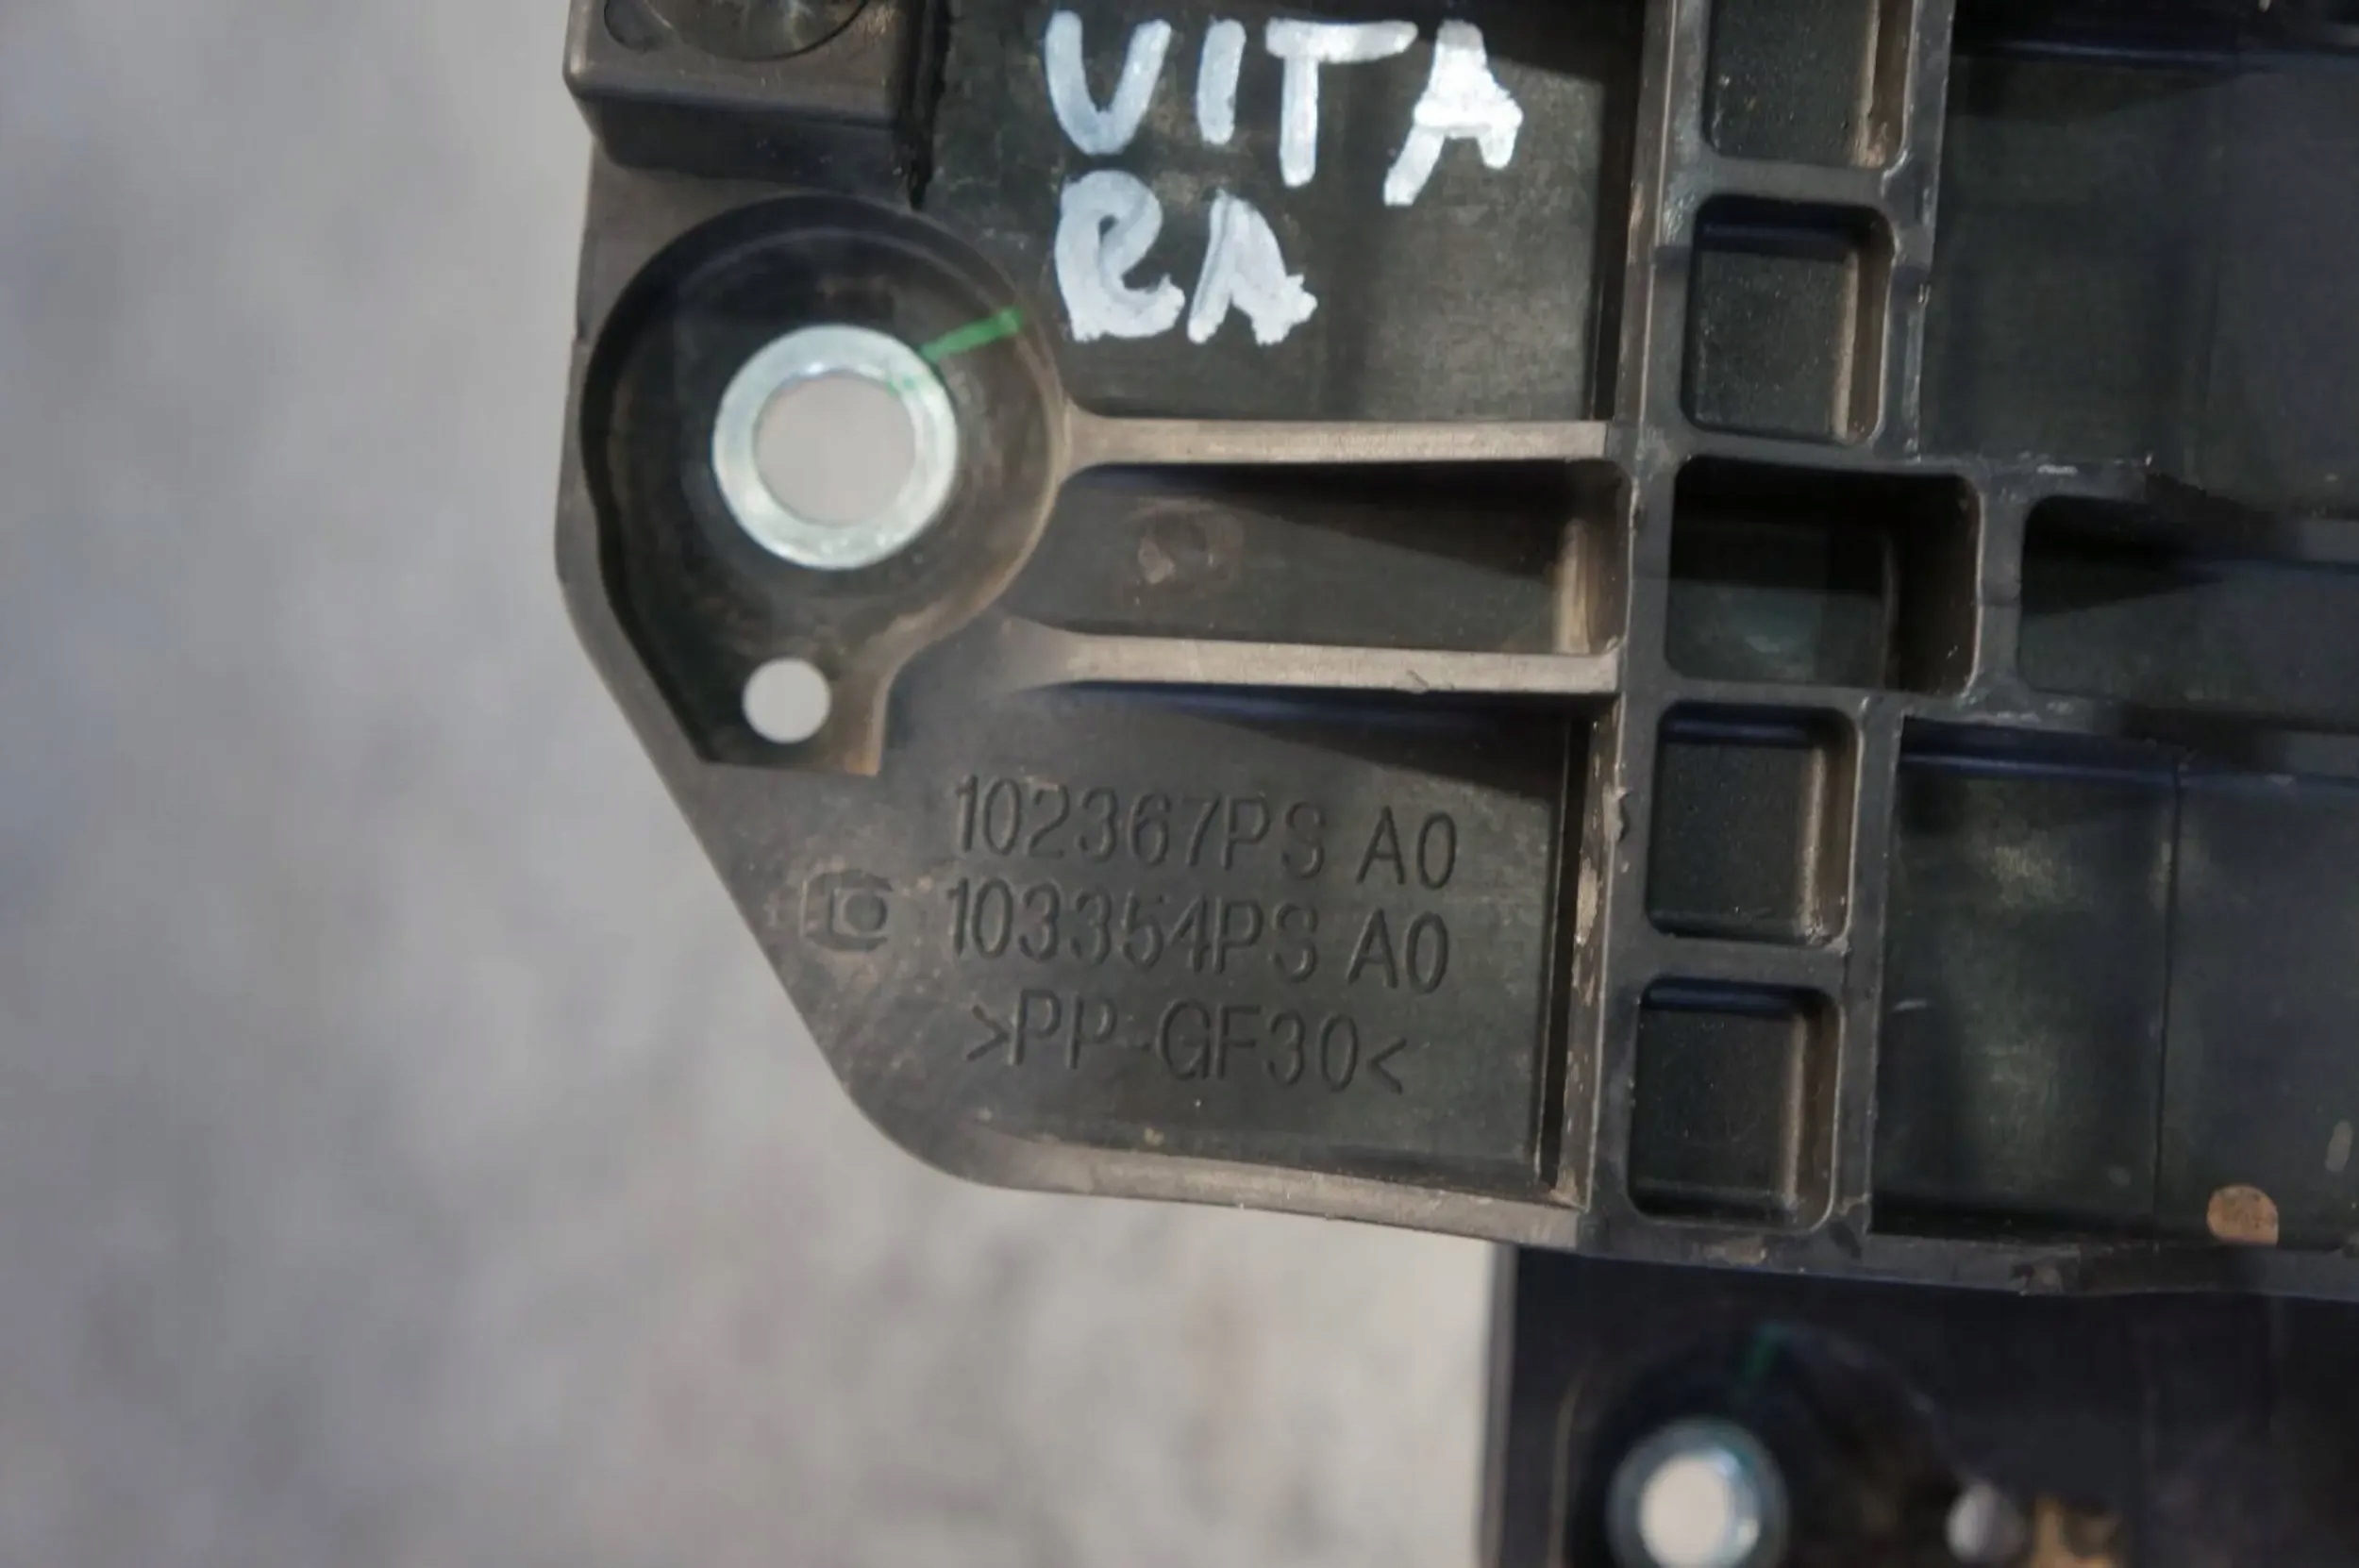 VITA
RA
102367PS A0
103354PS A0
>PP-GF30<